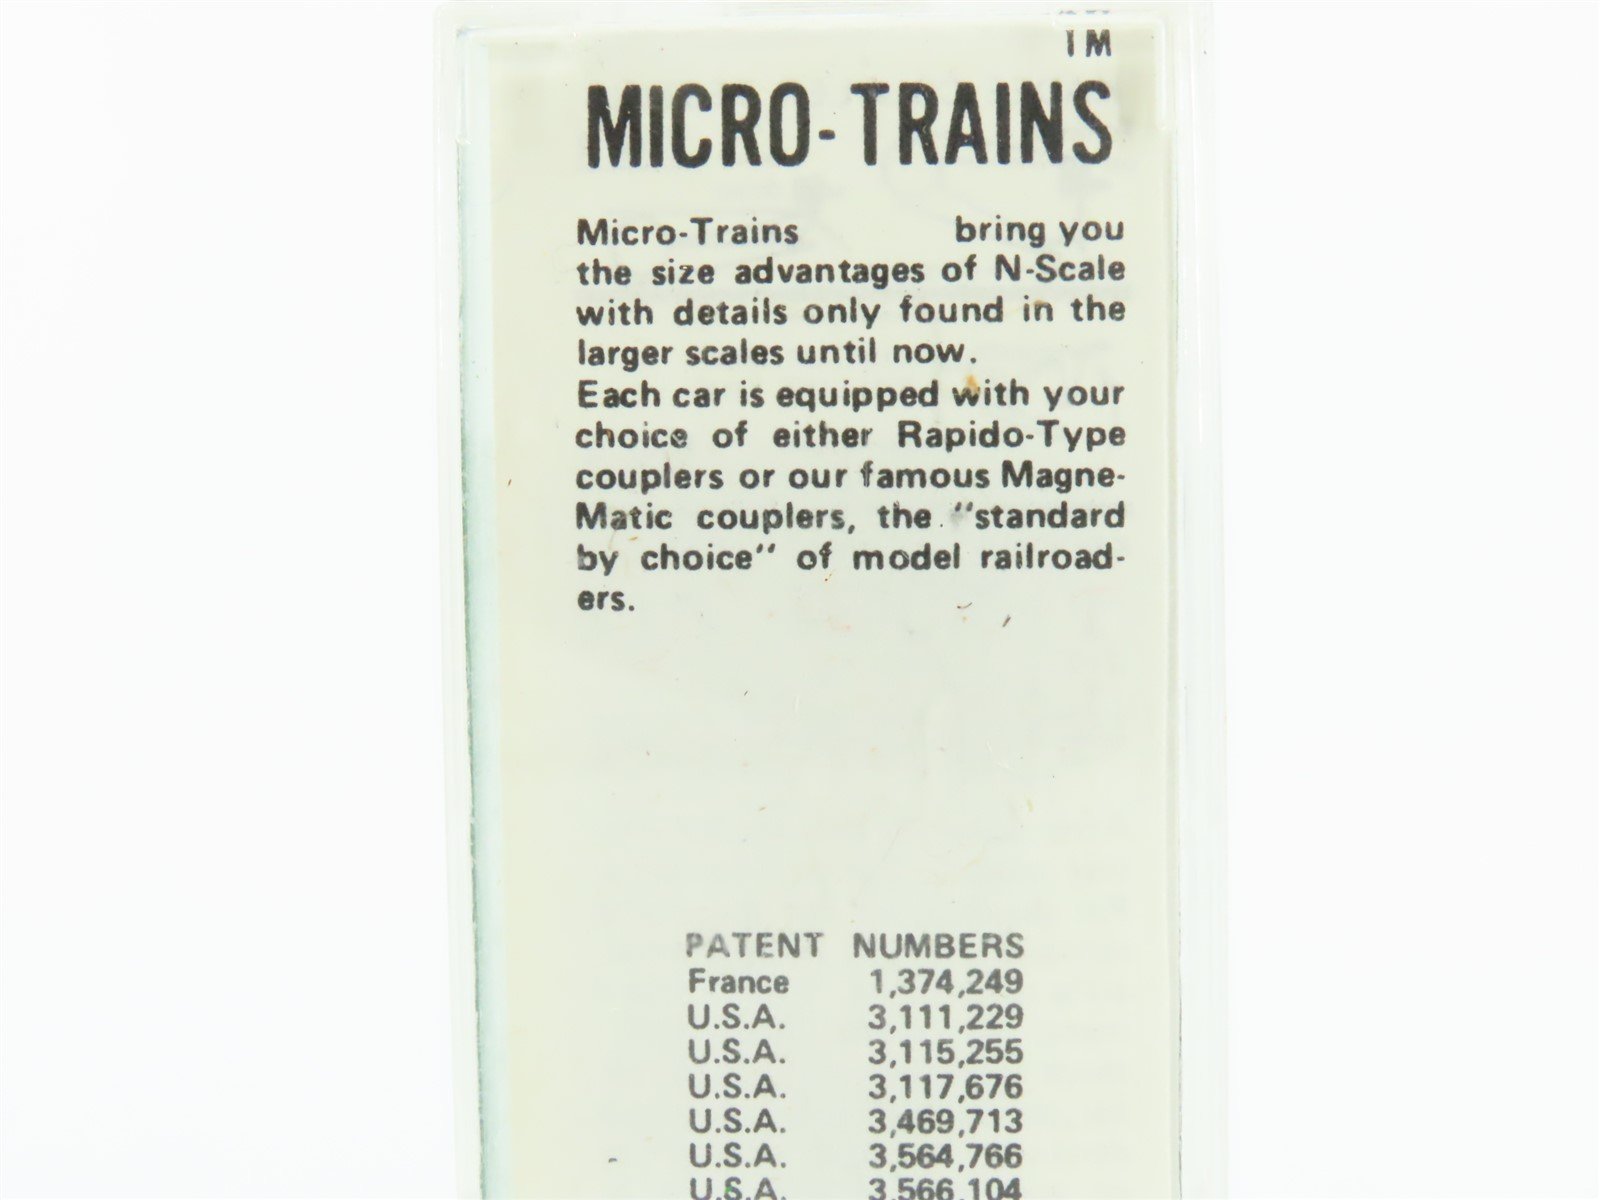 TM
MICRO-TRAINS
Micro-Trains bring you
the size advantages of N-Scale
with details only found in the
larger scales until now.
Each car is equipped with your
choice of either Rapido-Type
couplers or our famous Magne-
Matic couplers, the "standard
by choice" of model railroad-
ers.
PATENT NUMBERS
France 1,374,249
U.S.A. 3,111,229
U.S.A. 3,115,255
U.S.A. 3,117,676
U.S.A. 3,469,713
U.S.A. 3,564,766
U.S.A. 3,566,104